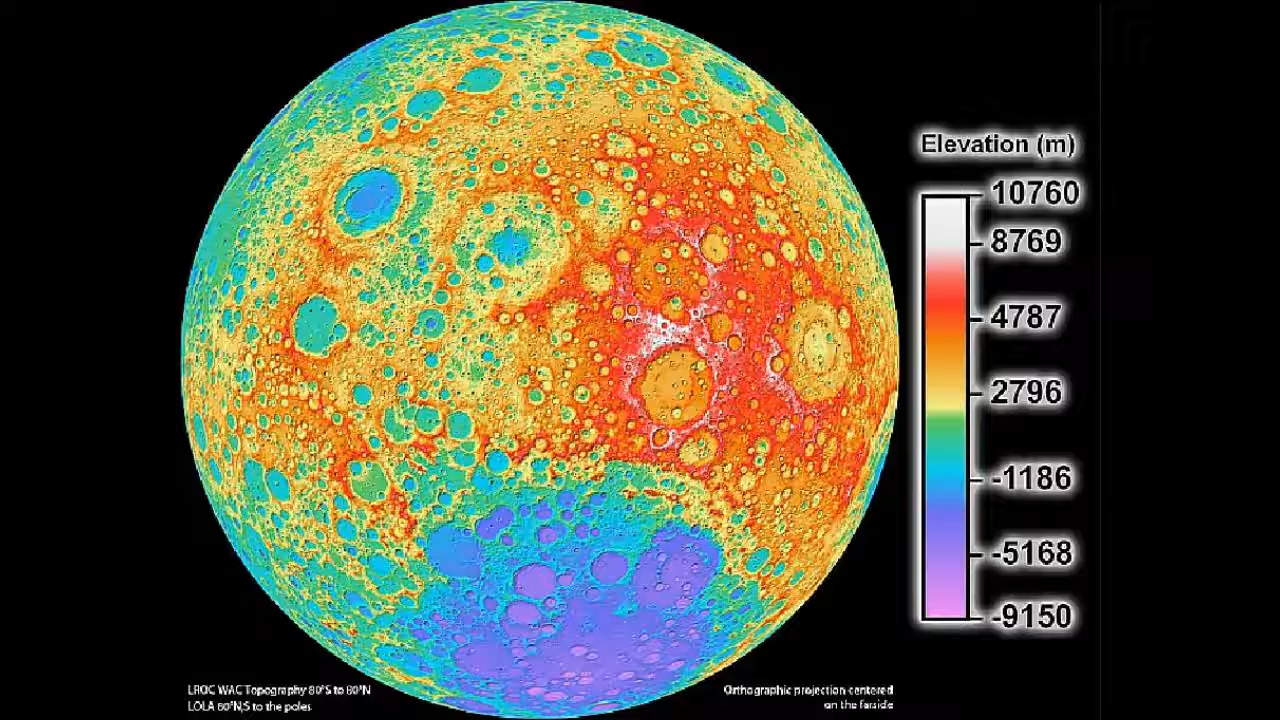 Elevation (m)
10760
8769
4787
2796
-1186
-5168
-9150
LROC WAC Topography 80°S to 80°N
LOLA 80°N,S to the poles
Orthographic projection centered
on the farside